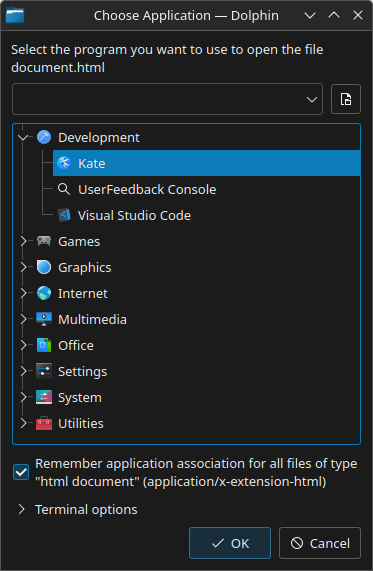 Choose Application — Dolphin
Select the program you want to use to open the file
document.html
Development
Kate
UserFeedback Console
Visual Studio Code
Games
Graphics
Internet
Multimedia
Office
Settings
System
Utilities
Remember application association for all files of type
"html document" (application/x-extension-html)
Terminal options
OK
Cancel